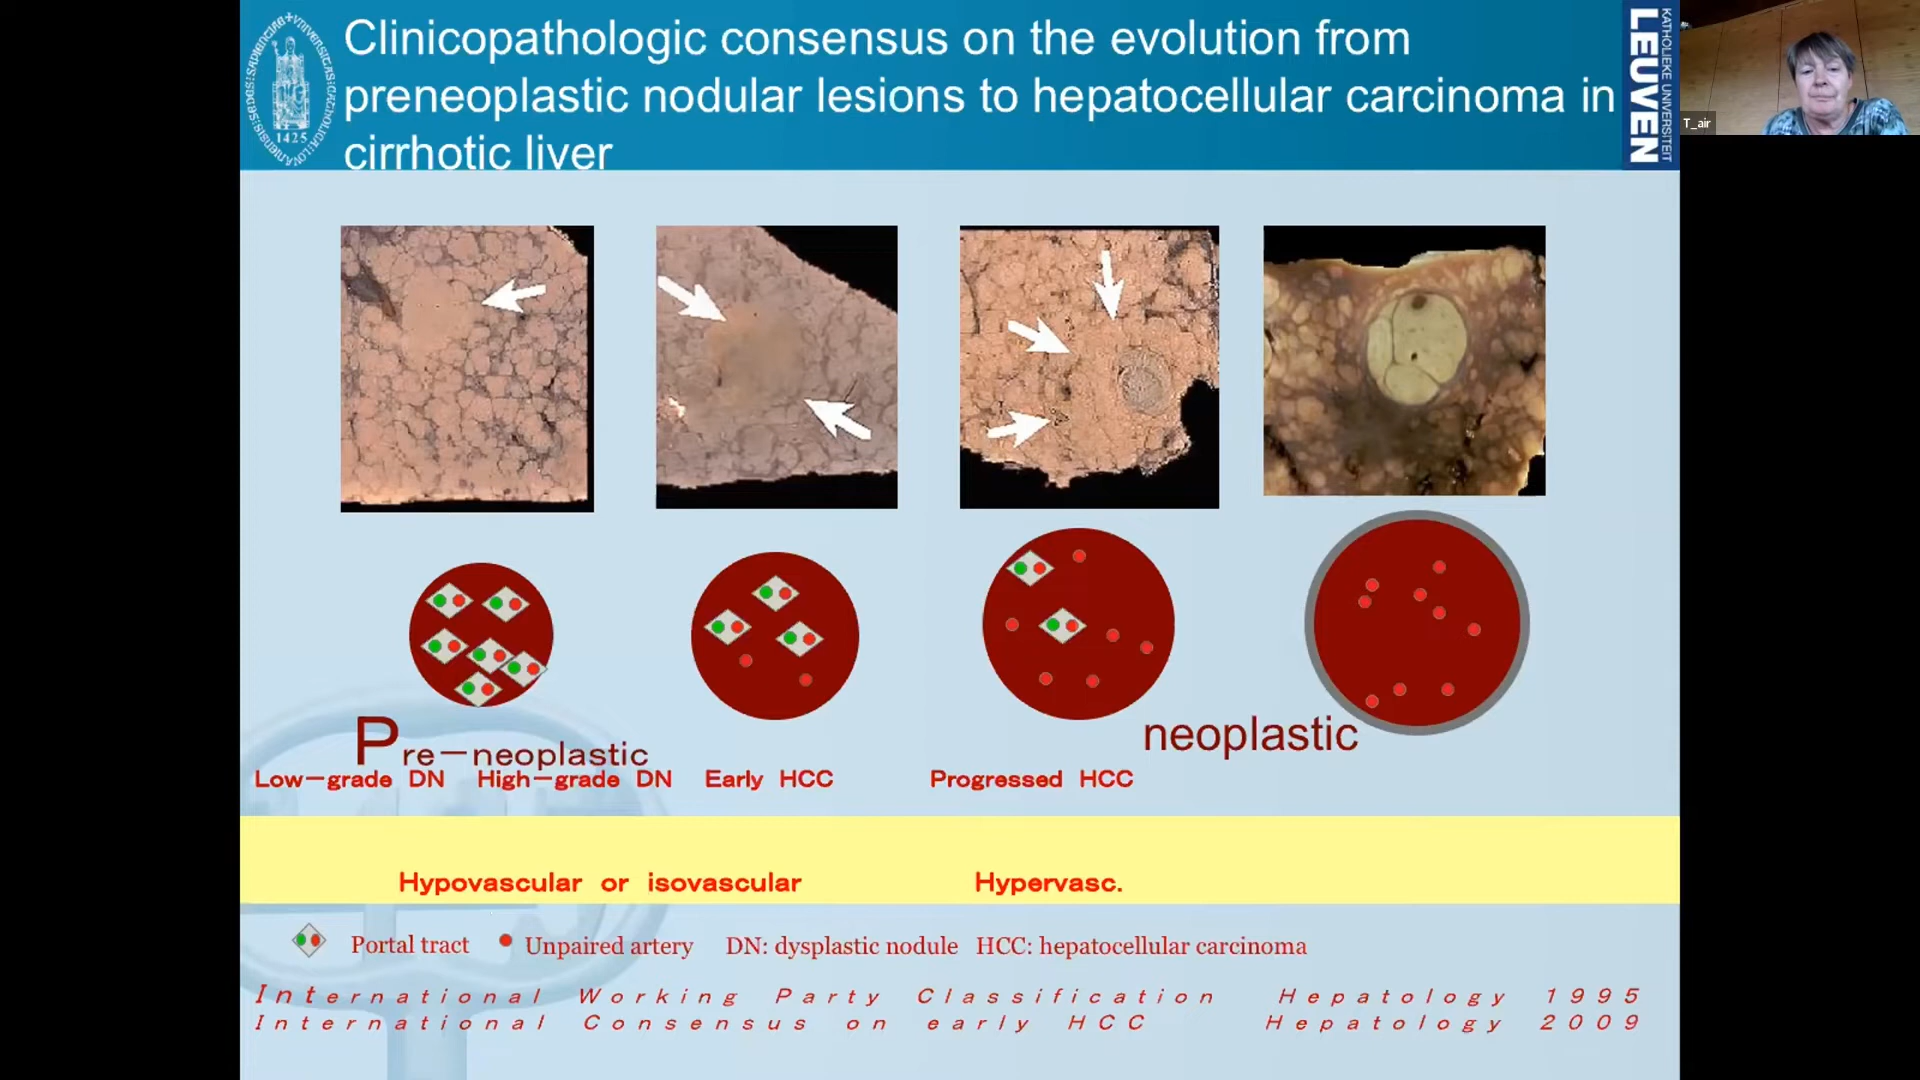 Clinicopathologic consensus on the evolution from
preneoplastic nodular lesions to hepatocellular carcinoma in
cirrhotic liver
1425
KATHOLIEKE UNIVERSITEIT
LEUVEN
T_air
Pre-neoplastic
neoplastic
Low-grade DN High-grade DN Early HCC Progressed HCC
Hypovascular or isovascular Hypervasc.
Portal tract Unpaired artery DN: dysplastic nodule HCC: hepatocellular carcinoma
International Working Party Classification Hepatology 1995
International Consensus on early HCC Hepatology 2009